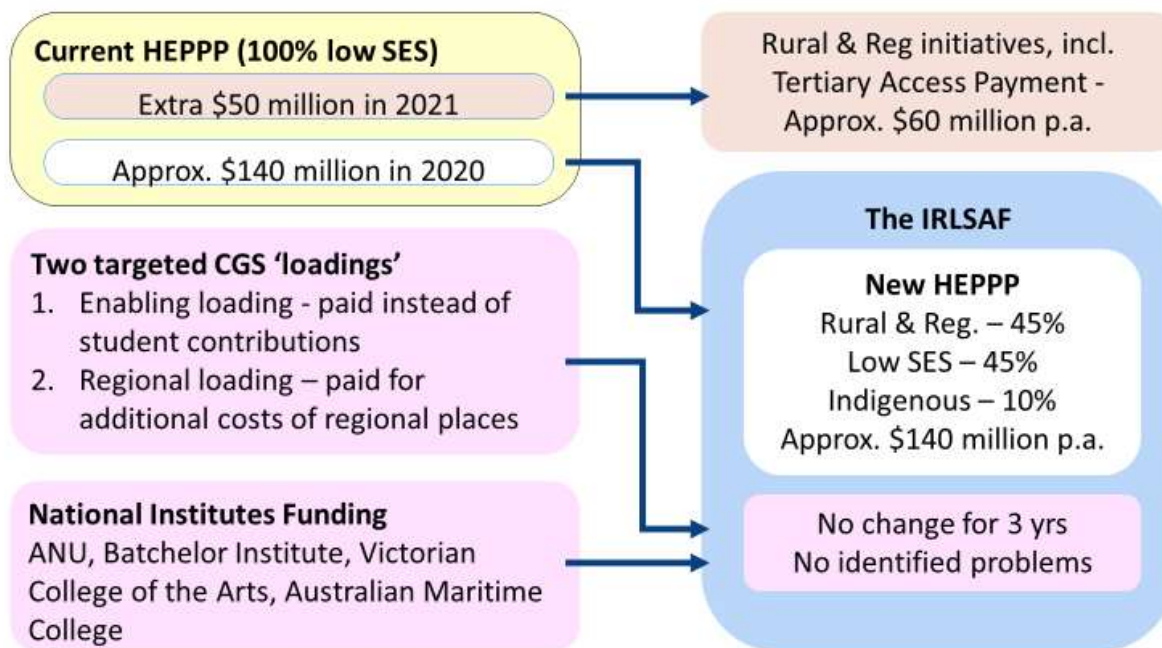 Current HEPPP (100% low SES)
Extra $50 million in 2021
Approx. $140 million in 2020
Two targeted CGS ‘loadings’
1. Enabling loading - paid instead of
student contributions
2. Regional loading – paid for
additional costs of regional places
National Institutes Funding
ANU, Batchelor Institute, Victorian
College of the Arts, Australian Maritime
College
Rural & Reg initiatives, incl.
Tertiary Access Payment -
Approx. $60 million p.a.
The IRLSAF
New HEPPP
Rural & Reg. – 45%
Low SES – 45%
Indigenous – 10%
Approx. $140 million p.a.
No change for 3 yrs
No identified problems